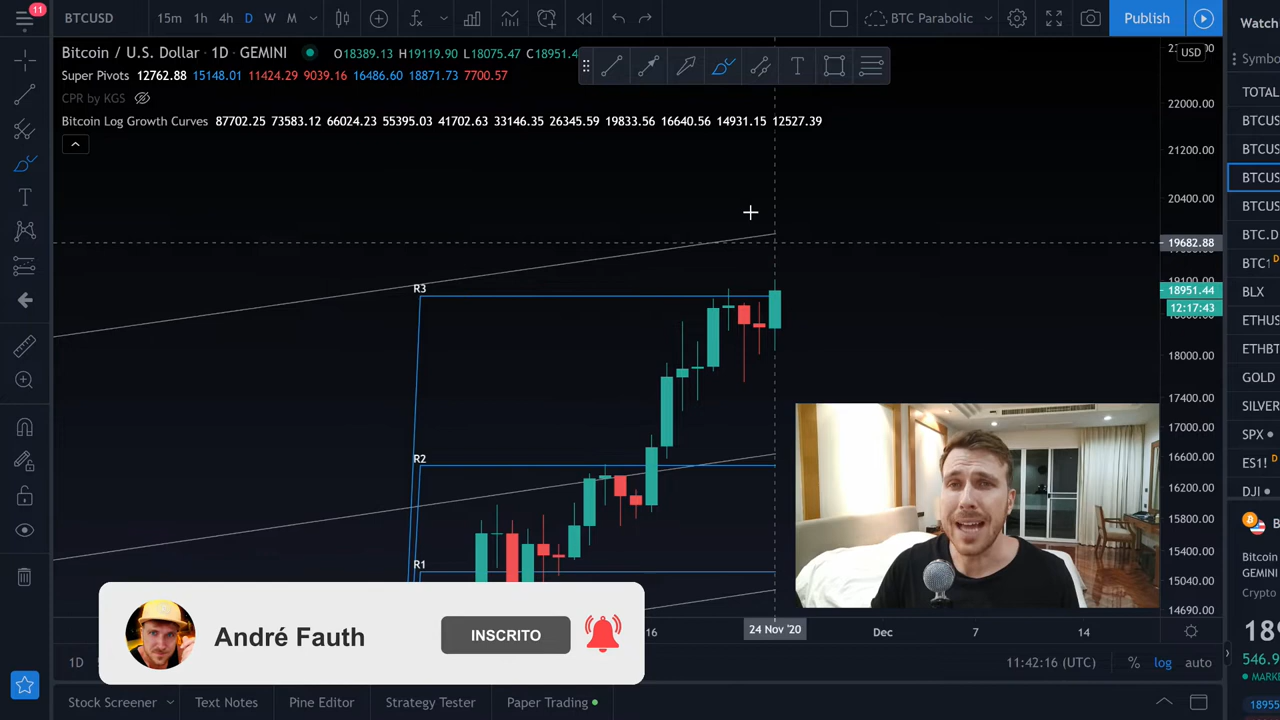 11
BTCUSD
15m 1h 4h D W M
BTC Parabolic
Publish
Watch
Bitcoin / U.S. Dollar · 1D · GEMINI
O18389.13 H19119.90 L18075.47 C18951.4
USD
Symbo
Super Pivots 12762.88 15148.01 11424.29 9039.16 16486.60 18871.73 7700.57
CPR by KGS
Bitcoin Log Growth Curves 87702.25 73583.12 66024.23 55395.03 41702.63 33146.35 26345.59 19833.56 16640.56 14931.15 12527.39
22000.00
21200.00
20400.00
19682.88
18951.44
12:17:43
18000.00
17400.00
17000.00
16600.00
16200.00
15800.00
15400.00
15040.00
14690.00
TOTAL
BTCUS
BTCUS
BTCUS
BTCUS
BTC.D
BTC1 D
BLX
ETHUS
ETHBT
GOLD
SILVER
SPX
ES1! D
DJI
R3
R2
R1
B
Bitcoin
GEMINI
Crypto
André Fauth
INSCRITO
16
24 Nov '20
Dec
7
14
189
546.9
MARK
18955
1D
11:42:16 (UTC)
%
log
auto
Stock Screener
Text Notes
Pine Editor
Strategy Tester
Paper Trading